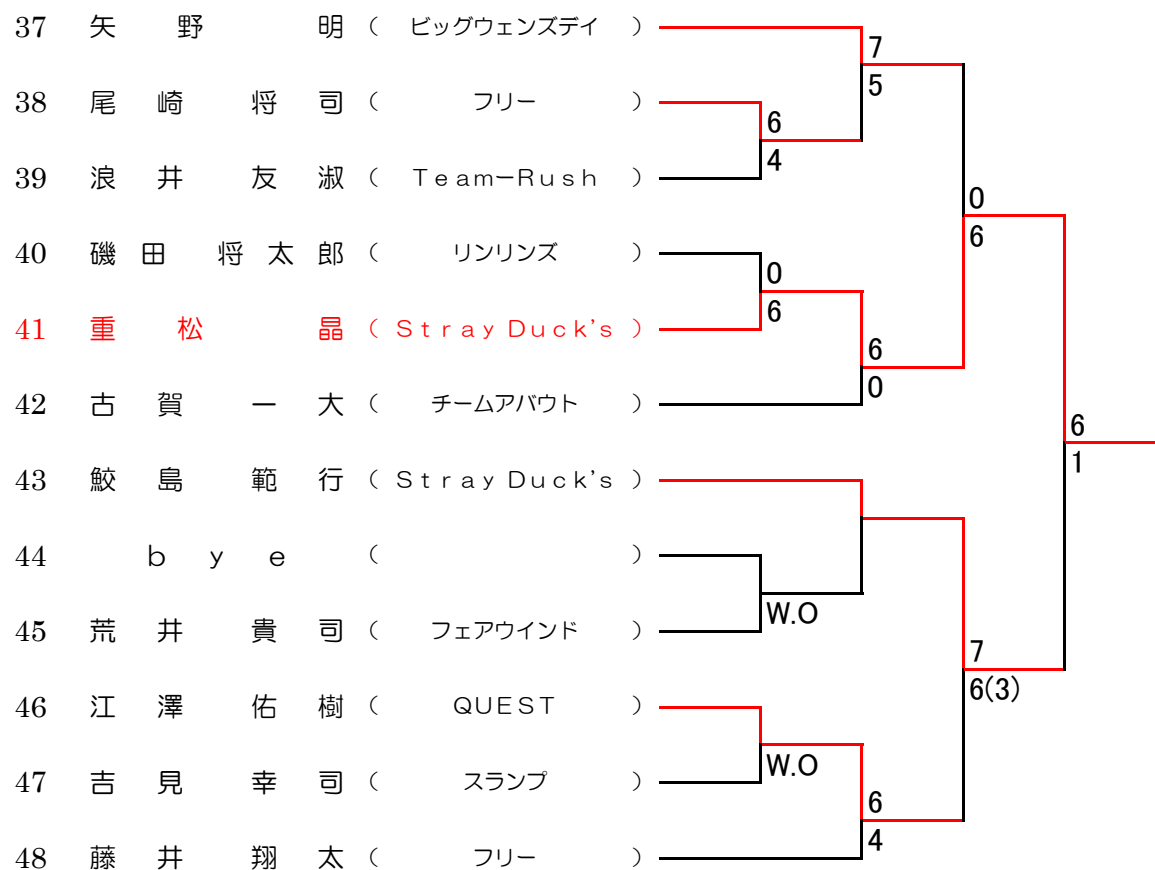 37 矢野 明 （ ビッグウェンズデイ ）
7
5
38 尾崎 将司 （ フリー ）
6
4
39 浪井 友淑 （ Team－Rush ）
0
6
40 磯田 将太郎 （ リンリンズ ）
0
6
41 重松 晶 （ Stray Duck's ）
6
0
42 古賀 一大 （ チームアバウト ）
6
1
43 鮫島 範行 （ Stray Duck's ）
44 bye （ ）
W.O
45 荒井 貴司 （ フェアウインド ）
7
6(3)
46 江澤 佑樹 （ QUEST ）
W.O
47 吉見 幸司 （ スランプ ）
6
4
48 藤井 翔太 （ フリー ）